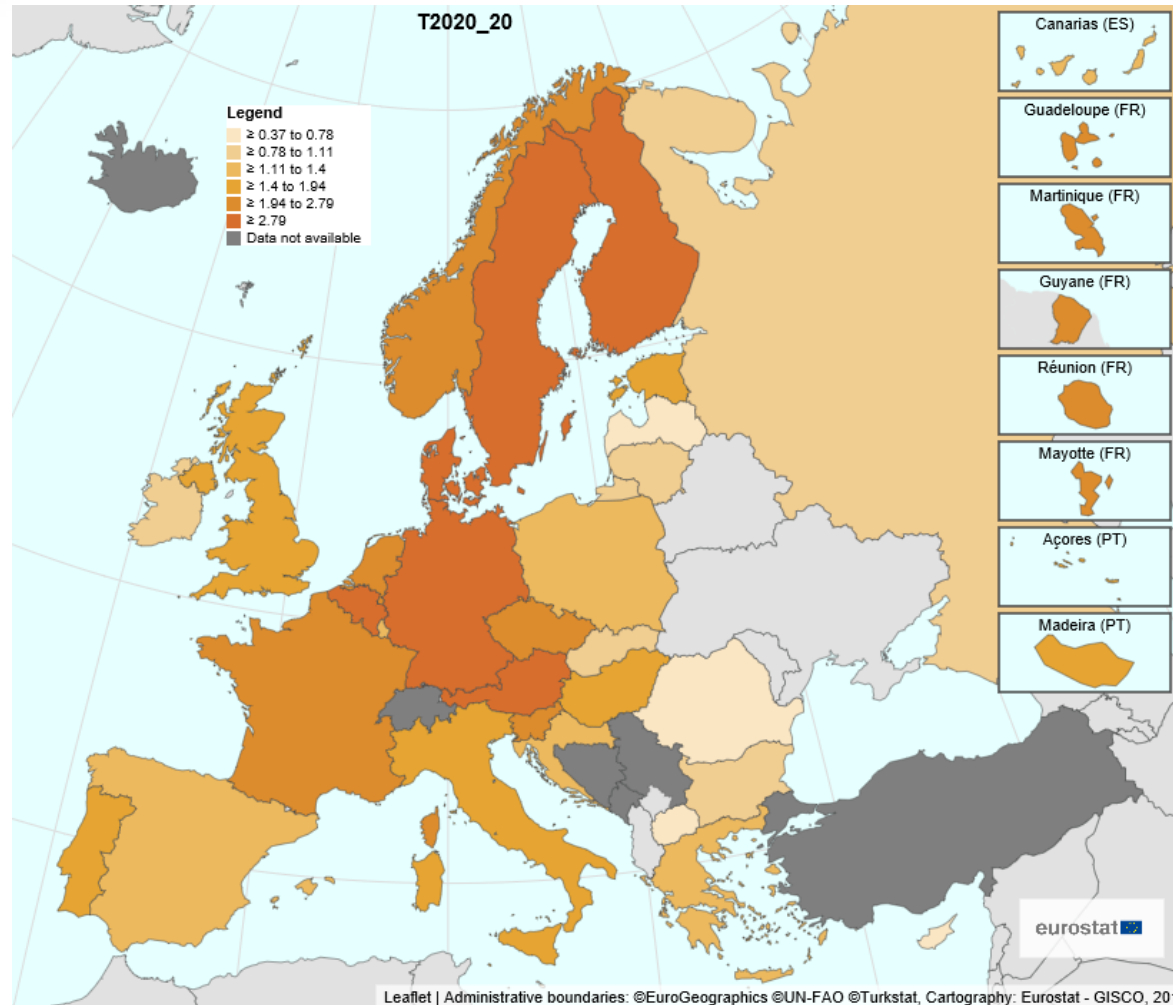 T2020_20
Legend
≥ 0.37 to 0.78
≥ 0.78 to 1.11
≥ 1.11 to 1.4
≥ 1.4 to 1.94
≥ 1.94 to 2.79
≥ 2.79
Data not available
Canarias (ES)
Guadeloupe (FR)
Martinique (FR)
Guyane (FR)
Réunion (FR)
Mayotte (FR)
Açores (PT)
Madeira (PT)
eurostat
Leaflet | Administrative boundaries: ©EuroGeographics ©UN-FAO ©Turkstat, Cartography: Eurostat - GISCO, 20